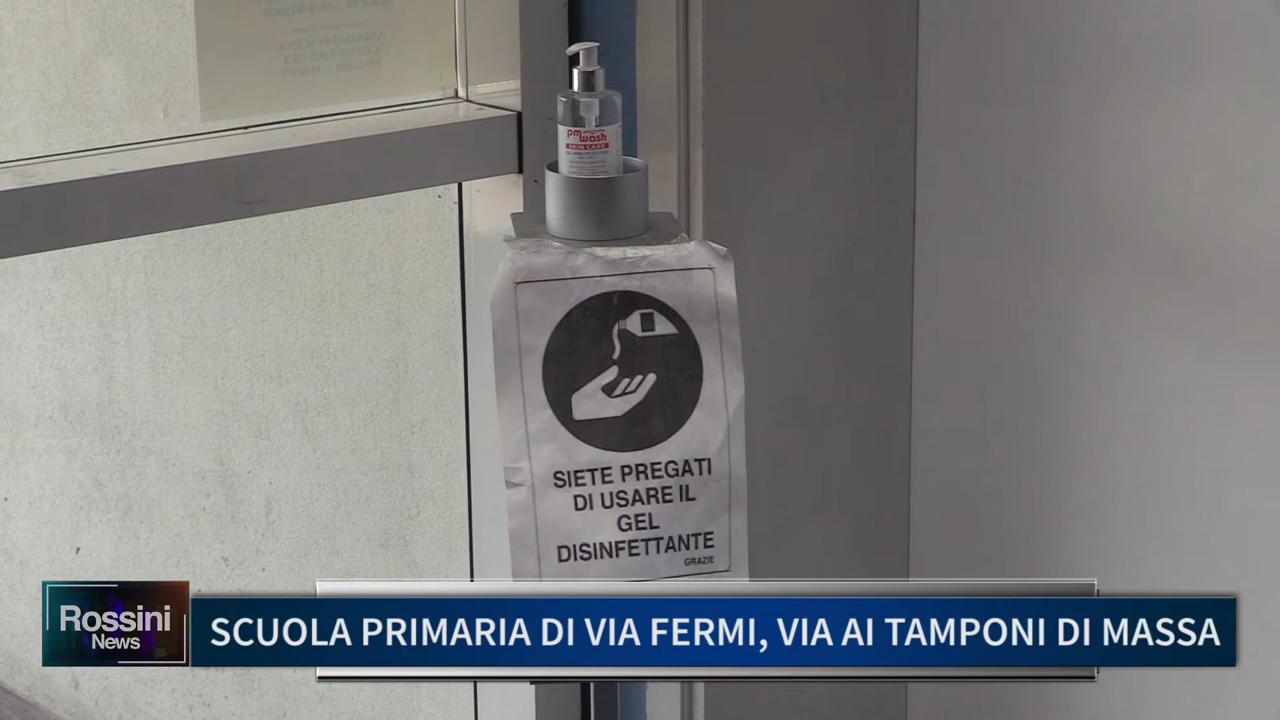 pm wash
SKIN CARE
SIETE PREGATI
DI USARE IL
GEL
DISINFETTANTE
GRAZIE
Rossini
News
SCUOLA PRIMARIA DI VIA FERMI, VIA AI TAMPONI DI MASSA